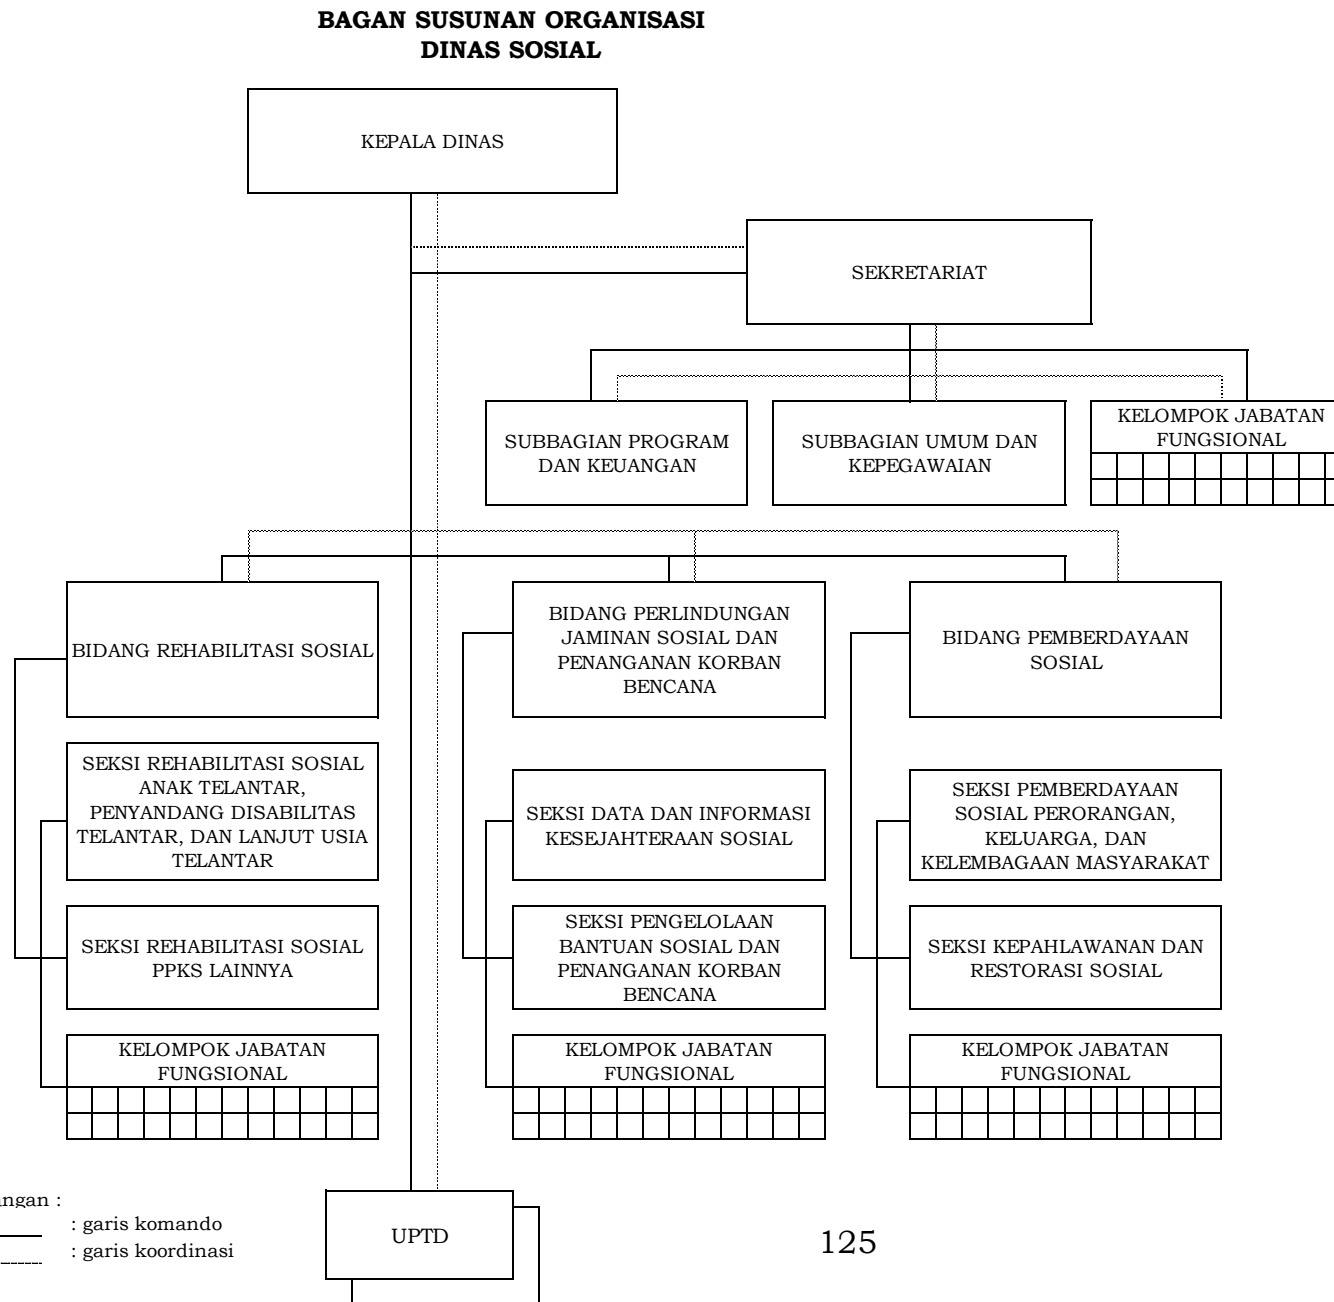 BAGAN SUSUNAN ORGANISASI
DINAS SOSIAL
KEPALA DINAS
SEKRETARIAT
SUBBAGIAN PROGRAM
DAN KEUANGAN
SUBBAGIAN UMUM DAN
KEPEGAWAIAN
KELOMPOK JABATAN
FUNGSIONAL
BIDANG REHABILITASI SOSIAL
BIDANG PERLINDUNGAN
JAMINAN SOSIAL DAN
PENANGANAN KORBAN
BENCANA
BIDANG PEMBERDAYAAN
SOSIAL
SEKSI REHABILITASI SOSIAL
ANAK TELANTAR,
PENYANDANG DISABILITAS
TELANTAR, DAN LANJUT USIA
TELANTAR
SEKSI DATA DAN INFORMASI
KESEJAHTERAAN SOSIAL
SEKSI PEMBERDAYAAN
SOSIAL PERORANGAN,
KELUARGA, DAN
KELEMBAGAAN MASYARAKAT
SEKSI REHABILITASI SOSIAL
PPKS LAINNYA
SEKSI PENGELOLAAN
BANTUAN SOSIAL DAN
PENANGANAN KORBAN
BENCANA
SEKSI KEPAHLAWANAN DAN
RESTORASI SOSIAL
KELOMPOK JABATAN
FUNGSIONAL
KELOMPOK JABATAN
FUNGSIONAL
KELOMPOK JABATAN
FUNGSIONAL
: garis komando
: garis koordinasi
UPTD
125